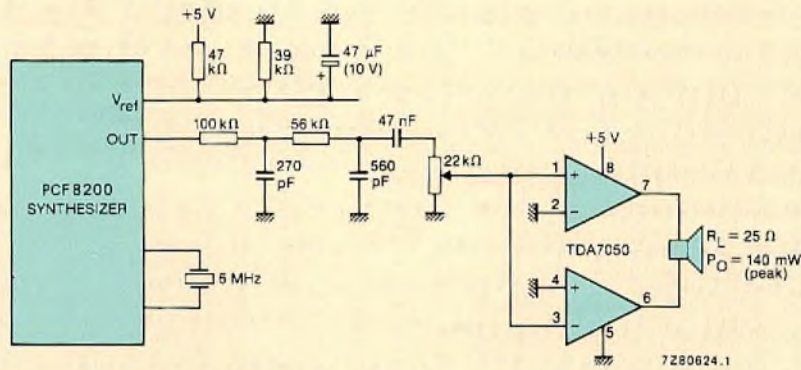 +5 V
47
kΩ
39
kΩ
47 µF
(10 V)
+
V ref
OUT
100 kΩ
56 kΩ
47 nF
270
pF
560
pF
22 kΩ
PCF 8200
SYNTHESIZER
5 MHz
+5 V
1
+
8
7
2
−
TDA7050
R L = 25 Ω
P O = 140 mW
(peak)
4
+
6
3
−
5
7Z80624.1